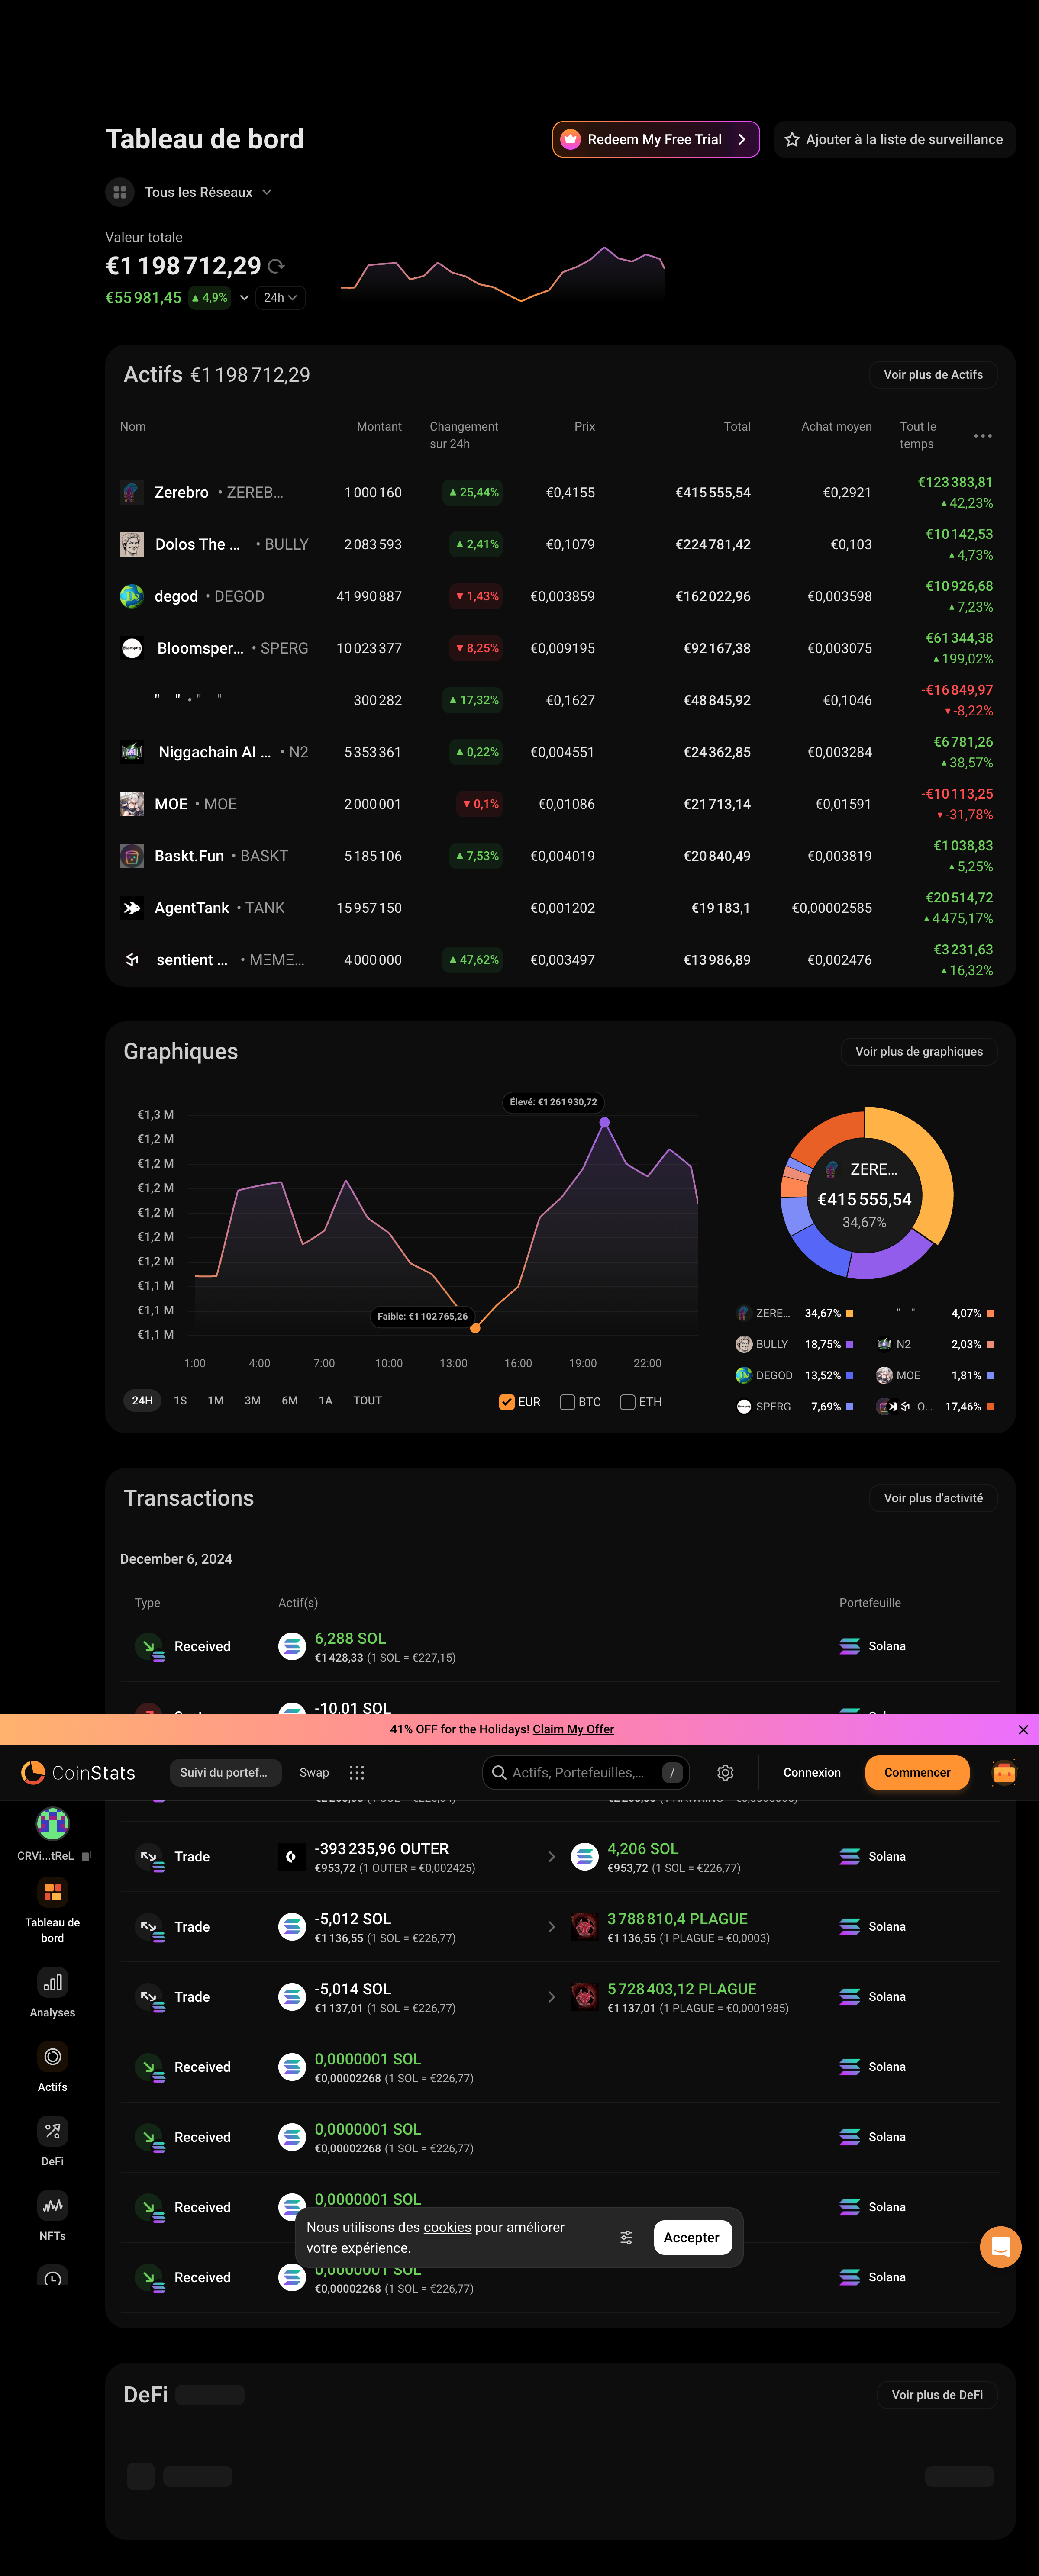 Tableau de bord
Redeem My Free Trial
Ajouter à la liste de surveillance
Tous les Réseaux
Valeur totale
€1 198 712,29
€55 981,45 ▲ 4,9% 24h
Actifs €1 198 712,29
Voir plus de Actifs
Nom Montant Changement sur 24h Prix Total Achat moyen Tout le temps
Zerebro • ZEREB... 1 000 160 ▲ 25,44% €0,4155 €415 555,54 €0,2921 €123 383,81 ▲ 42,23%
Dolos The ... • BULLY 2 083 593 ▲ 2,41% €0,1079 €224 781,42 €0,103 €10 142,53 ▲ 4,73%
degod • DEGOD 41 990 887 ▼ 1,43% €0,003859 €162 022,96 €0,003598 €10 926,68 ▲ 7,23%
Bloomsper... • SPERG 10 023 377 ▼ 8,25% €0,009195 €92 167,38 €0,003075 €61 344,38 ▲ 199,02%
" " • " " 300 282 ▲ 17,32% €0,1627 €48 845,92 €0,1046 -€16 849,97 ▼ -8,22%
Niggachain AI ... • N2 5 353 361 ▲ 0,22% €0,004551 €24 362,85 €0,003284 €6 781,26 ▲ 38,57%
MOE • MOE 2 000 001 ▼ 0,1% €0,01086 €21 713,14 €0,01591 -€10 113,25 ▼ -31,78%
Baskt.Fun • BASKT 5 185 106 ▲ 7,53% €0,004019 €20 840,49 €0,003819 €1 038,83 ▲ 5,25%
AgentTank • TANK 15 957 150 – €0,001202 €19 183,1 €0,00002585 €20 514,72 ▲ 4 475,17%
sentient ... • MΞMΞ... 4 000 000 ▲ 47,62% €0,003497 €13 986,89 €0,002476 €3 231,63 ▲ 16,32%
Graphiques
Voir plus de graphiques
Élevé: €1 261 930,72
€1,3 M
€1,2 M
€1,2 M
€1,2 M
€1,2 M
€1,2 M
€1,2 M
€1,1 M
€1,1 M
€1,1 M
Faible: €1 102 765,26
1:00 4:00 7:00 10:00 13:00 16:00 19:00 22:00
24H 1S 1M 3M 6M 1A TOUT
EUR BTC ETH
ZERE...
€415 555,54
34,67%
ZERE... 34,67% " " 4,07%
BULLY 18,75% N2 2,03%
DEGOD 13,52% MOE 1,81%
SPERG 7,69% O... 17,46%
Transactions
Voir plus d'activité
December 6, 2024
Type Actif(s) Portefeuille
Received 6,288 SOL Solana
€1 428,33 (1 SOL = €227,15)
-10,01 SOL
41% OFF for the Holidays! Claim My Offer
CoinStats
Suivi du portef...
Swap
Actifs, Portefeuilles,... /
Connexion
Commencer
CRVi...tReL
Tableau de bord
Analyses
Actifs
DeFi
NFTs
Trade -393 235,96 OUTER 4,206 SOL Solana
€953,72 (1 OUTER = €0,002425) €953,72 (1 SOL = €226,77)
Trade -5,012 SOL 3 788 810,4 PLAGUE Solana
€1 136,55 (1 SOL = €226,77) €1 136,55 (1 PLAGUE = €0,0003)
Trade -5,014 SOL 5 728 403,12 PLAGUE Solana
€1 137,01 (1 SOL = €226,77) €1 137,01 (1 PLAGUE = €0,0001985)
Received 0,0000001 SOL Solana
€0,00002268 (1 SOL = €226,77)
Received 0,0000001 SOL Solana
€0,00002268 (1 SOL = €226,77)
Received 0,0000001 SOL Solana
Nous utilisons des cookies pour améliorer
votre expérience.
Accepter
Received 0,0000001 SOL Solana
€0,00002268 (1 SOL = €226,77)
DeFi
Voir plus de DeFi